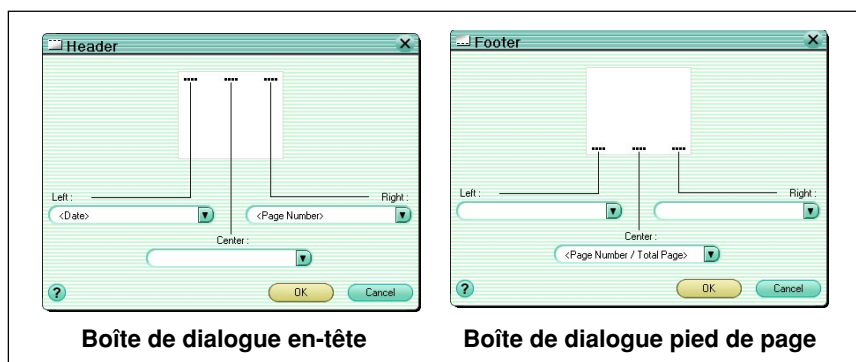 Header
Left :
Right :
<Date>
<Page Number>
Center :
?
OK
Cancel
Boîte de dialogue en-tête
Footer
Left :
Right :
Center :
<Page Number / Total Page>
?
OK
Cancel
Boîte de dialogue pied de page